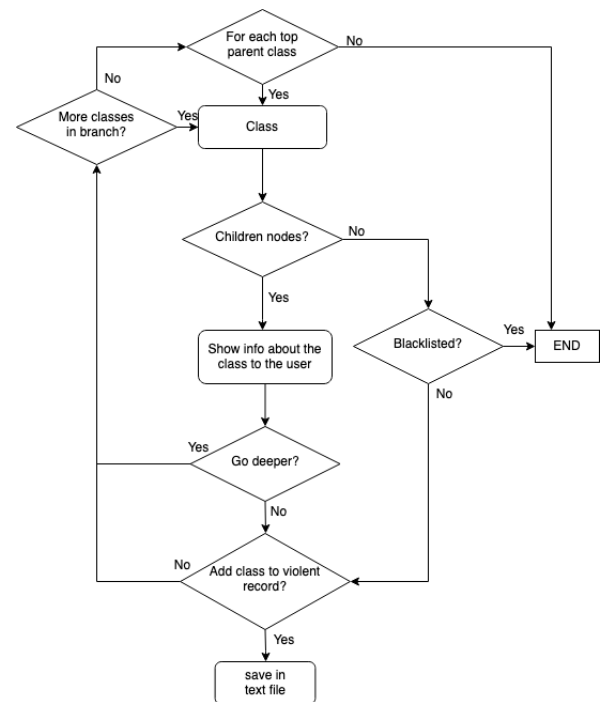 For each top
parent class
No
No
Yes
More classes
in branch?
Yes
Class
Children nodes?
No
Yes
Show info about the
class to the user
Blacklisted?
Yes
END
No
Yes
Go deeper?
No
No
Add class to violent
record?
Yes
save in
text file